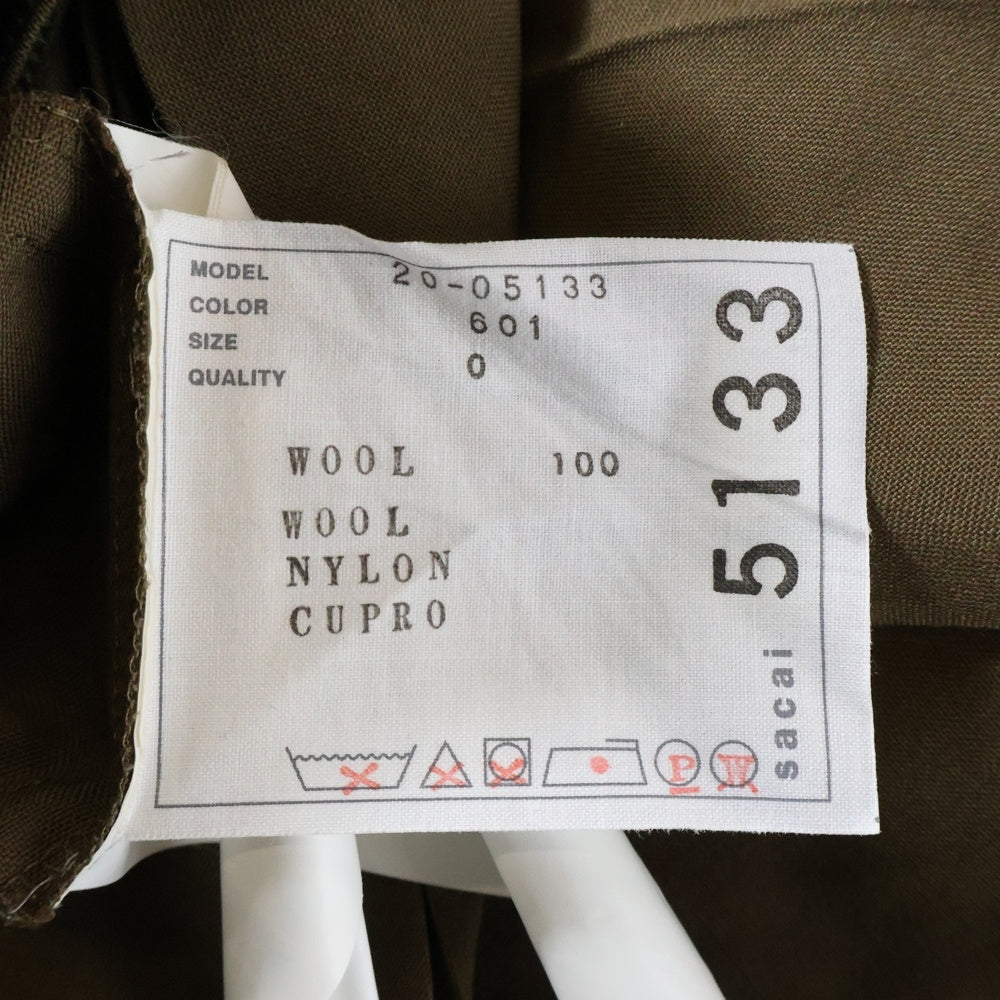 MODEL 20-05133
COLOR 601
SIZE 0
QUALITY
WOOL 100
WOOL
NYLON
CUPRO
P W
sacai 5133